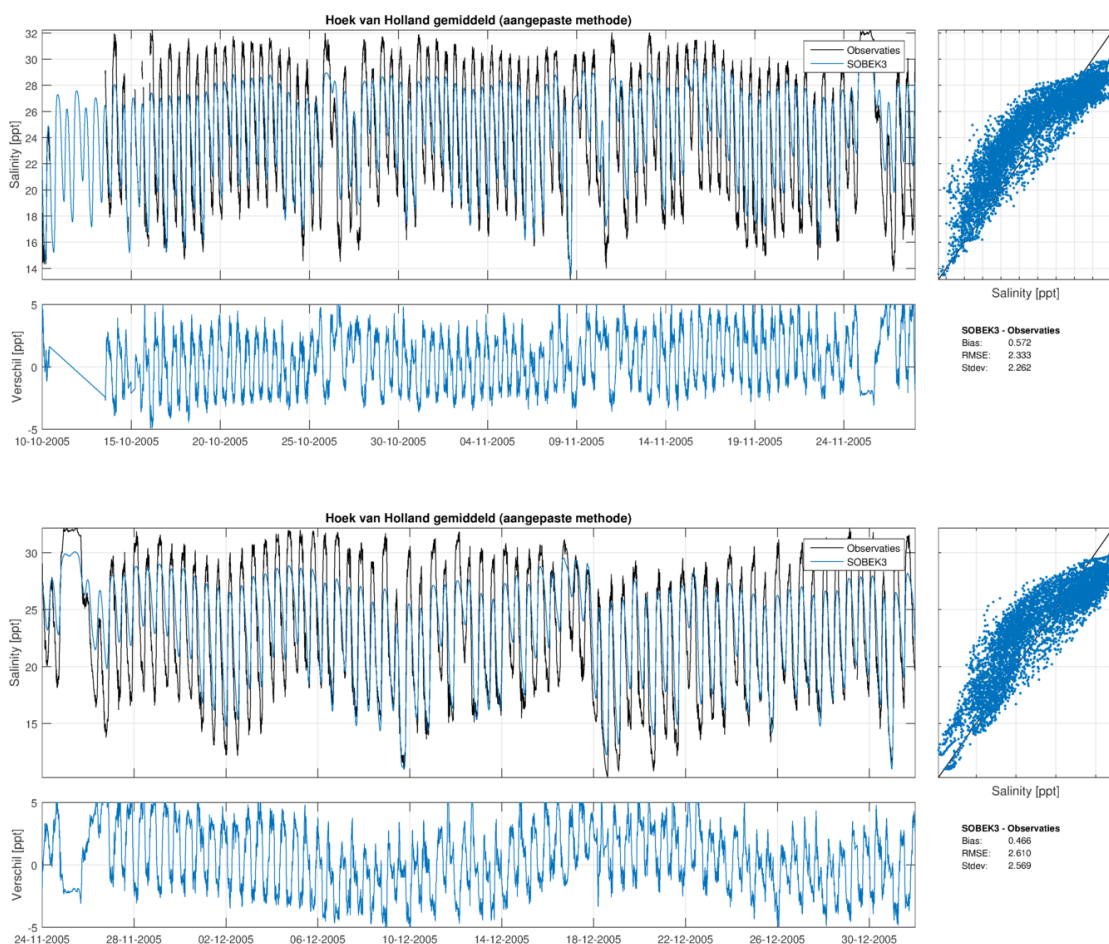 Hoek van Holland gemiddeld (aangepaste methode)
32
30
28
26
24
22
20
18
16
14
Salinity [ppt]
Observaties
SOBEK3
Salinity [ppt]
5
0
-5
Verschil [ppt]
10-10-2005 15-10-2005 20-10-2005 25-10-2005 30-10-2005 04-11-2005 09-11-2005 14-11-2005 19-11-2005 24-11-2005
SOBEK3 - Observaties
Bias: 0.572
RMSE: 2.333
Stdev: 2.262
Hoek van Holland gemiddeld (aangepaste methode)
30
25
20
15
Salinity [ppt]
Observaties
SOBEK3
Salinity [ppt]
5
0
-5
Verschil [ppt]
24-11-2005 28-11-2005 02-12-2005 06-12-2005 10-12-2005 14-12-2005 18-12-2005 22-12-2005 26-12-2005 30-12-2005
SOBEK3 - Observaties
Bias: 0.466
RMSE: 2.610
Stdev: 2.569